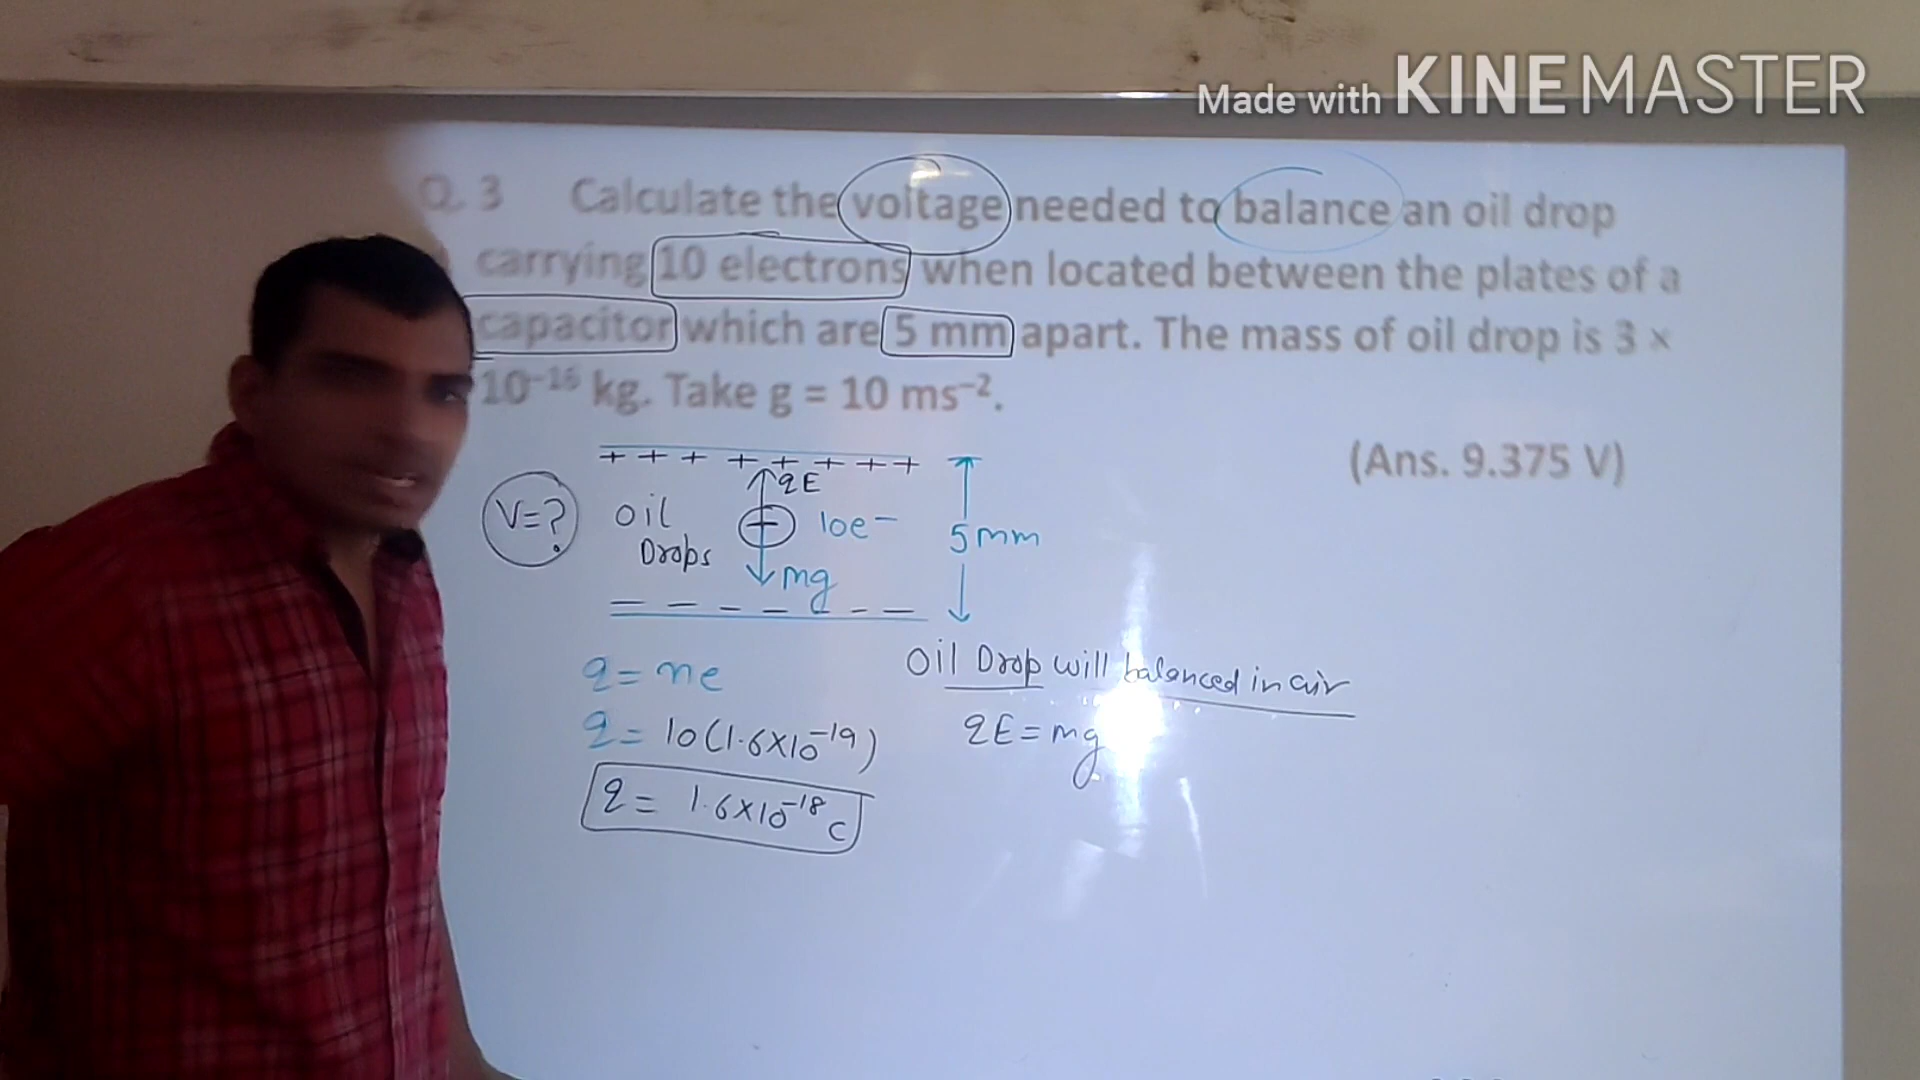 Made with KINEMASTER
Q. 3 Calculate the voltage needed to balance an oil drop
carrying 10 electrons when located between the plates of a
capacitor which are 5 mm apart. The mass of oil drop is 3 ×
10⁻¹⁶ kg. Take g = 10 ms⁻².
(Ans. 9.375 V)
+ + + + + + + +
qE
V=?
oil
Drops
10e-
5mm
mg
q = ne
q = 10(1.6×10⁻¹⁹)
q = 1.6×10⁻¹⁸ C
Oil Drop will balanced in air
qE = mg